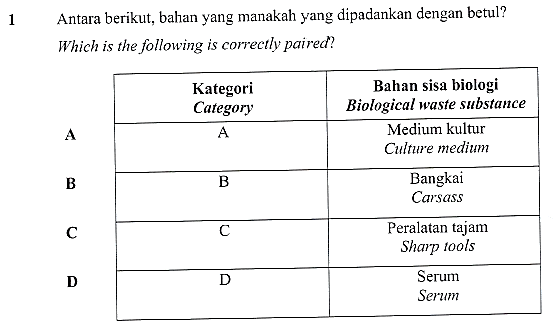 1 Antara berikut, bahan yang manakah yang dipadankan dengan betul?
Which is the following is correctly paired?
Kategori Bahan sisa biologi
Category Biological waste substance
A A Medium kultur
Culture medium
B B Bangkai
Carsass
C C Peralatan tajam
Sharp tools
D D Serum
Serum